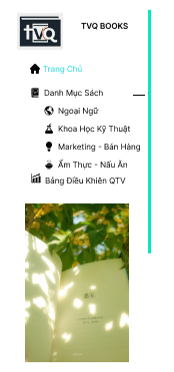 TVQ
TVQ BOOKS
Trang Chủ
Danh Mục Sách
Ngoại Ngữ
Khoa Học Kỹ Thuật
Marketing - Bán Hàng
Ẩm Thực - Nấu Ăn
Bảng Điều Khiển QTV